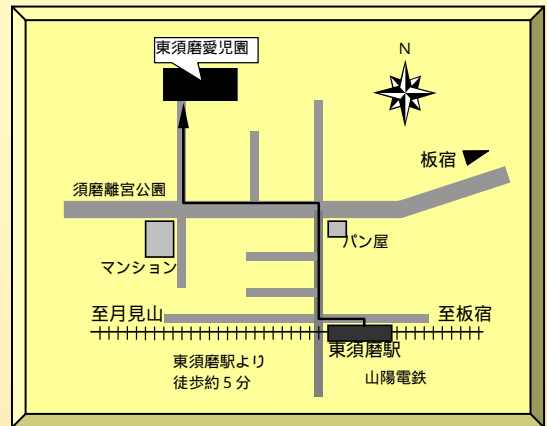 東須磨愛児園
N
板宿
須磨離宮公園
パン屋
マンション
至月見山
至板宿
東須磨駅
東須磨駅より
徒歩約５分
山陽電鉄